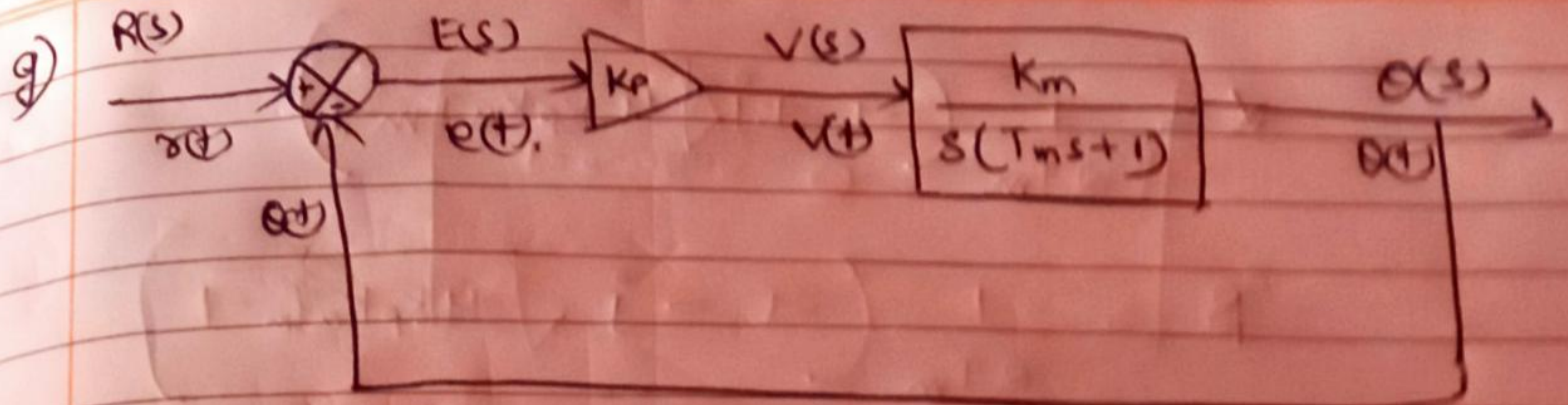 g) R(s) E(s) V(s) θ(s)
+ - Kp Km
r(t) e(t). V(t) s(Tms+1) θ(t)
θ(t)